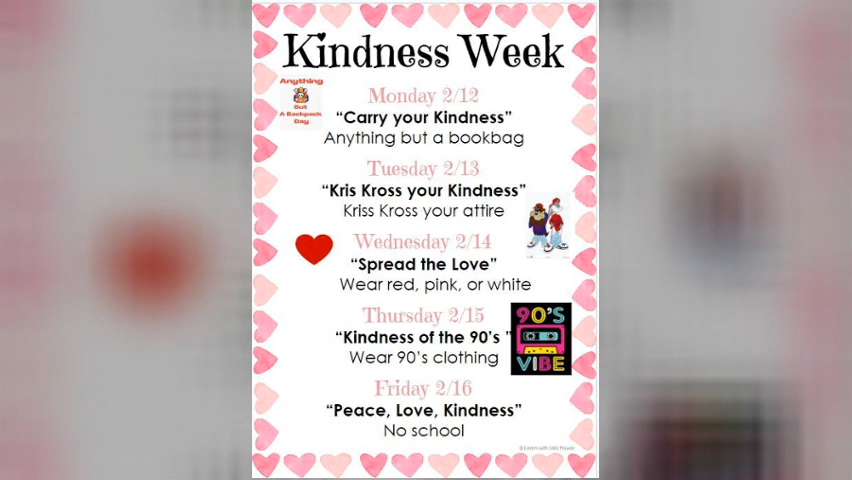 Kindness Week
Anything
But
A Backpack
Day
Monday 2/12
“Carry your Kindness”
Anything but a bookbag
Tuesday 2/13
“Kris Kross your Kindness”
Kriss Kross your attire
Wednesday 2/14
“Spread the Love”
Wear red, pink, or white
Thursday 2/15
“Kindness of the 90’s ”
Wear 90’s clothing
90'S
VIBE
Friday 2/16
“Peace, Love, Kindness”
No school